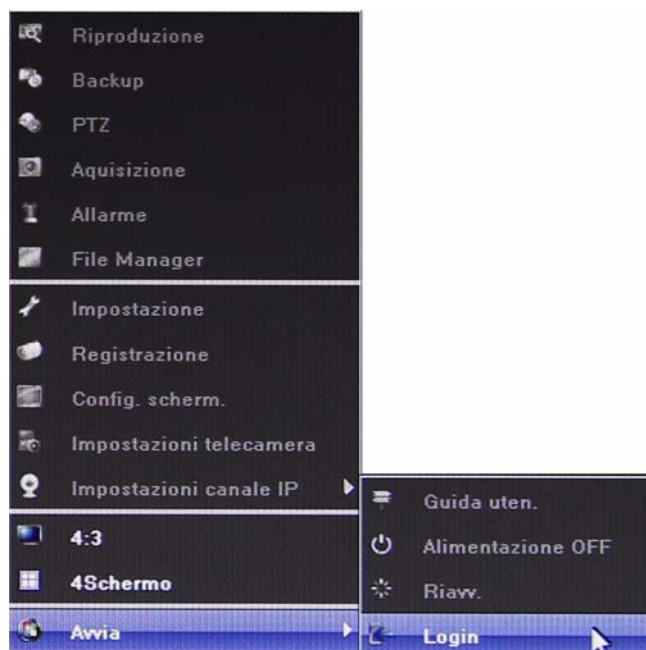 Riproduzione
Backup
PTZ
Aquisizione
Allarme
File Manager
Impostazione
Registrazione
Config. scherm.
Impostazioni telecamera
Impostazioni canale IP
4:3
4Schermo
Avvia
Guida uten.
Alimentazione OFF
Riavv.
Login